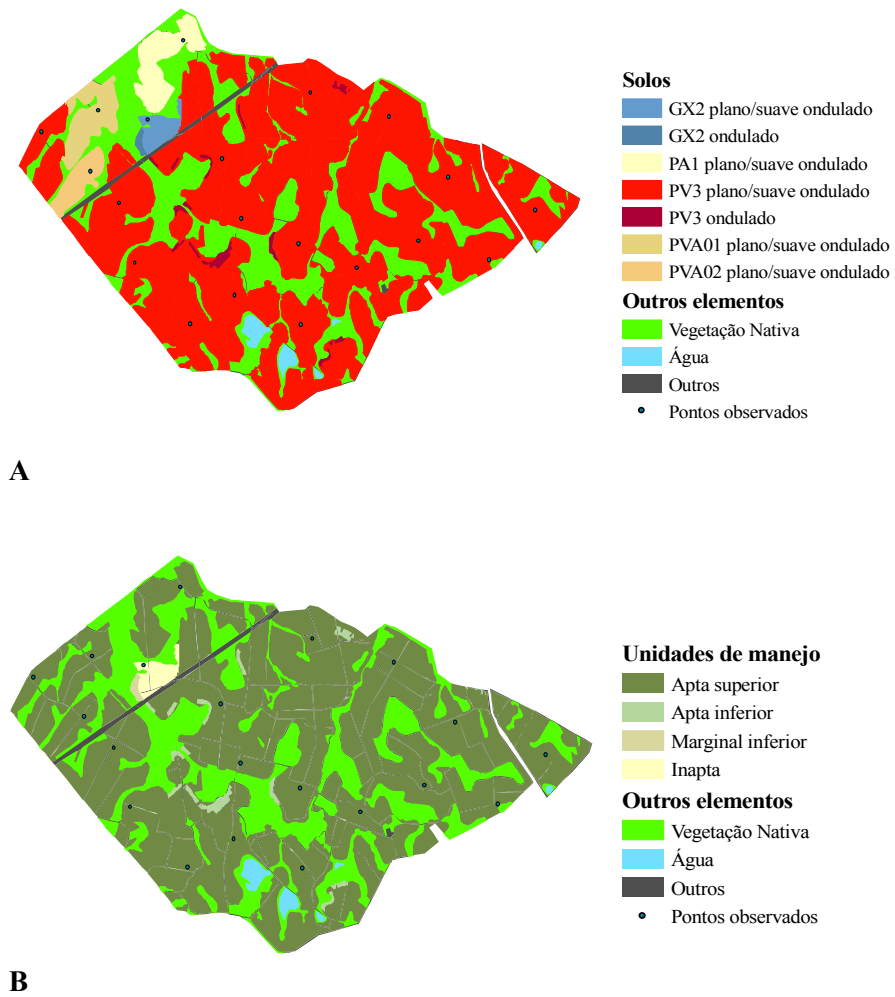 Solos
GX2 plano/suave ondulado
GX2 ondulado
PA1 plano/suave ondulado
PV3 plano/suave ondulado
PV3 ondulado
PVA01 plano/suave ondulado
PVA02 plano/suave ondulado
Outros elementos
Vegetação Nativa
Água
Outros
Pontos observados
A
Unidades de manejo
Apta superior
Apta inferior
Marginal inferior
Inapta
Outros elementos
Vegetação Nativa
Água
Outros
Pontos observados
B